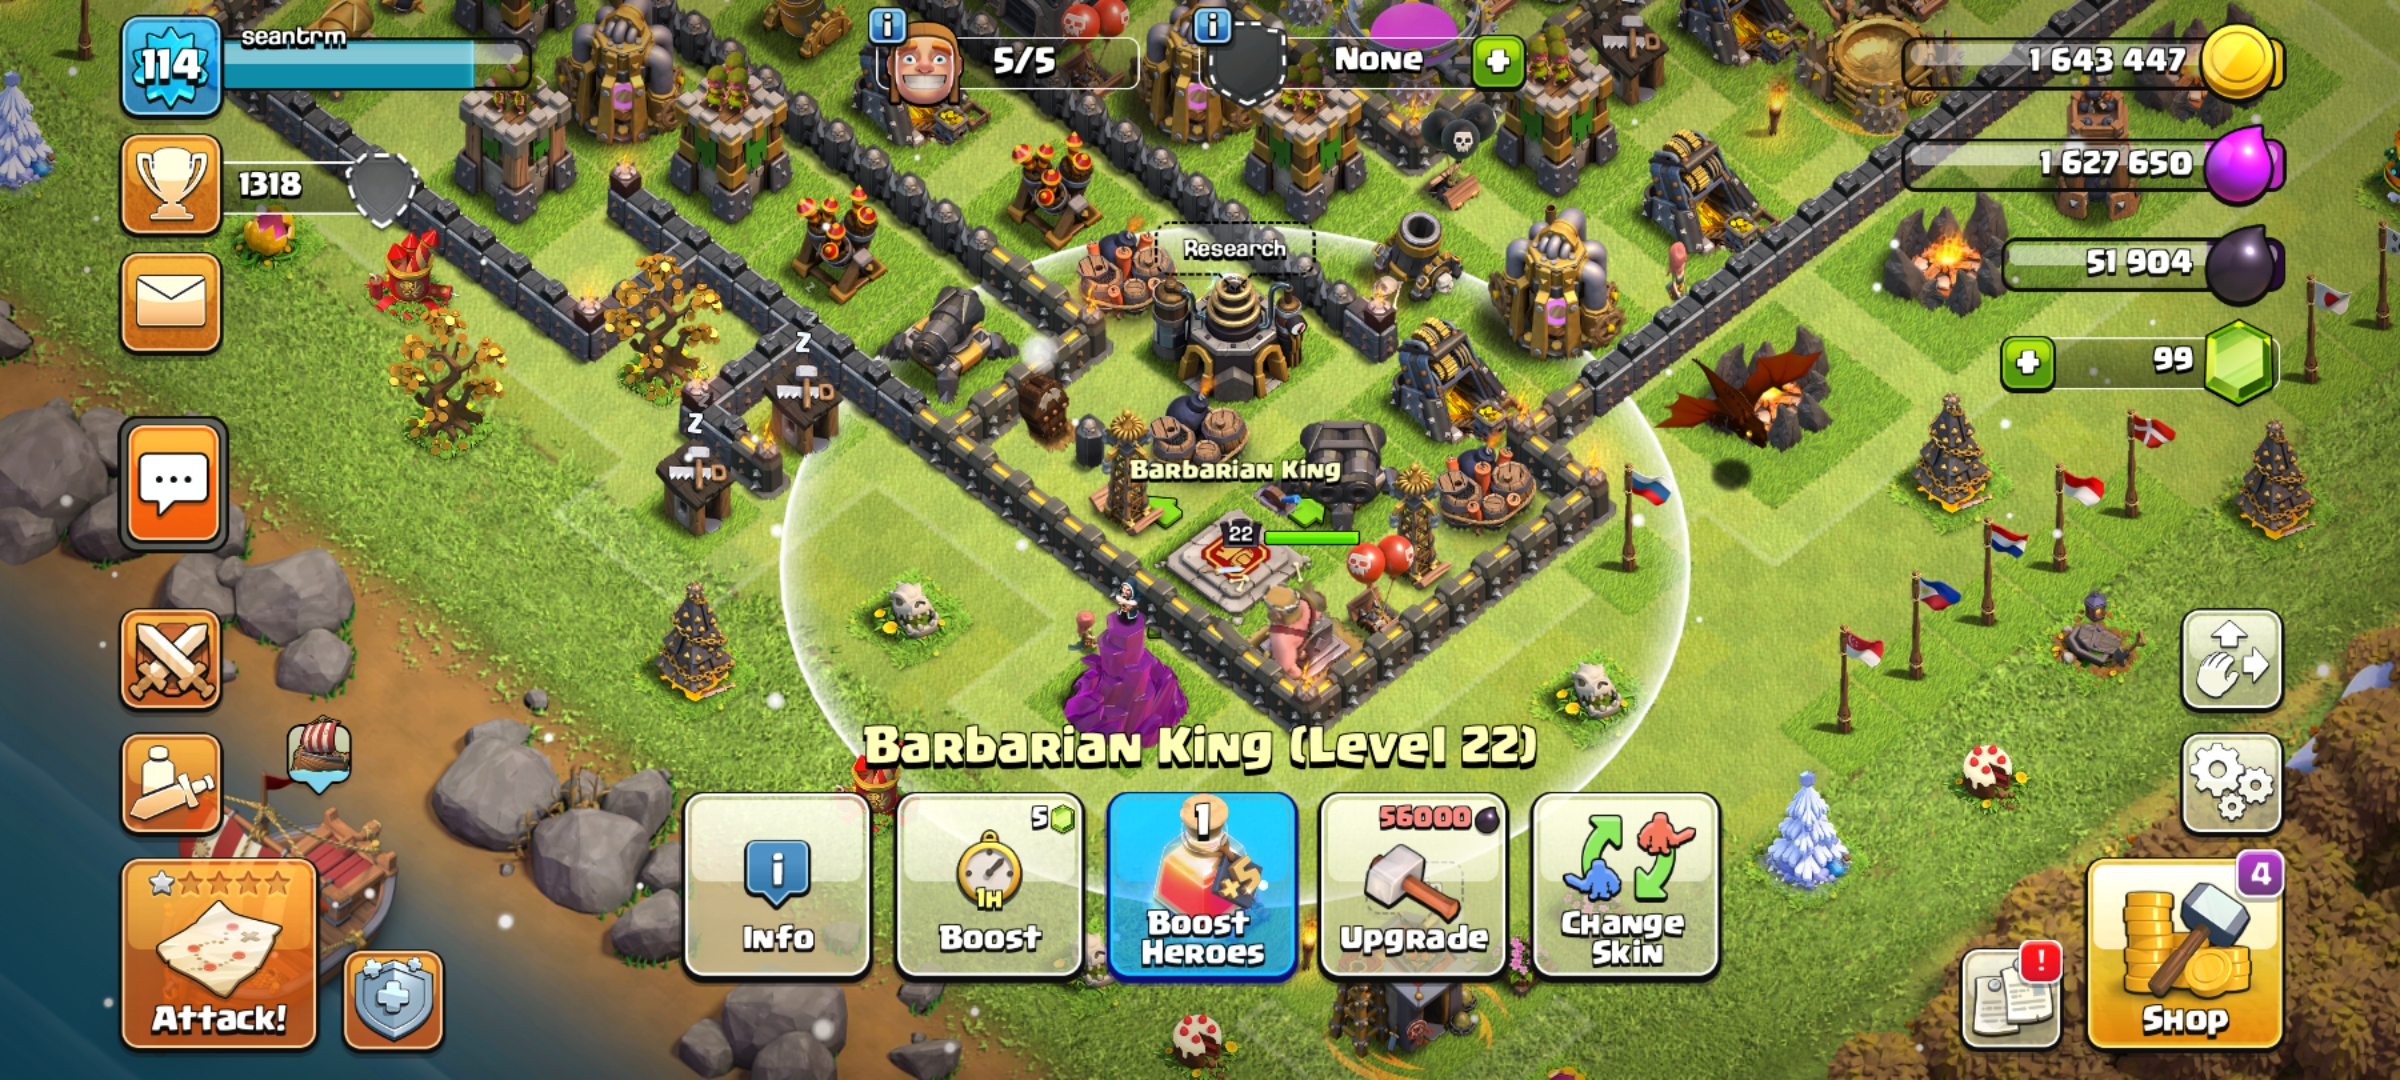 114
seantrm
5/5
None
1 643 447
1318
1 627 650
Research
51 904
99
Z
Z
Barbarian King
22
Barbarian King (Level 22)
Info
5
1H
Boost
1
x5
Boost
Heroes
56000
Upgrade
Change
Skin
4
!
Attack!
Shop